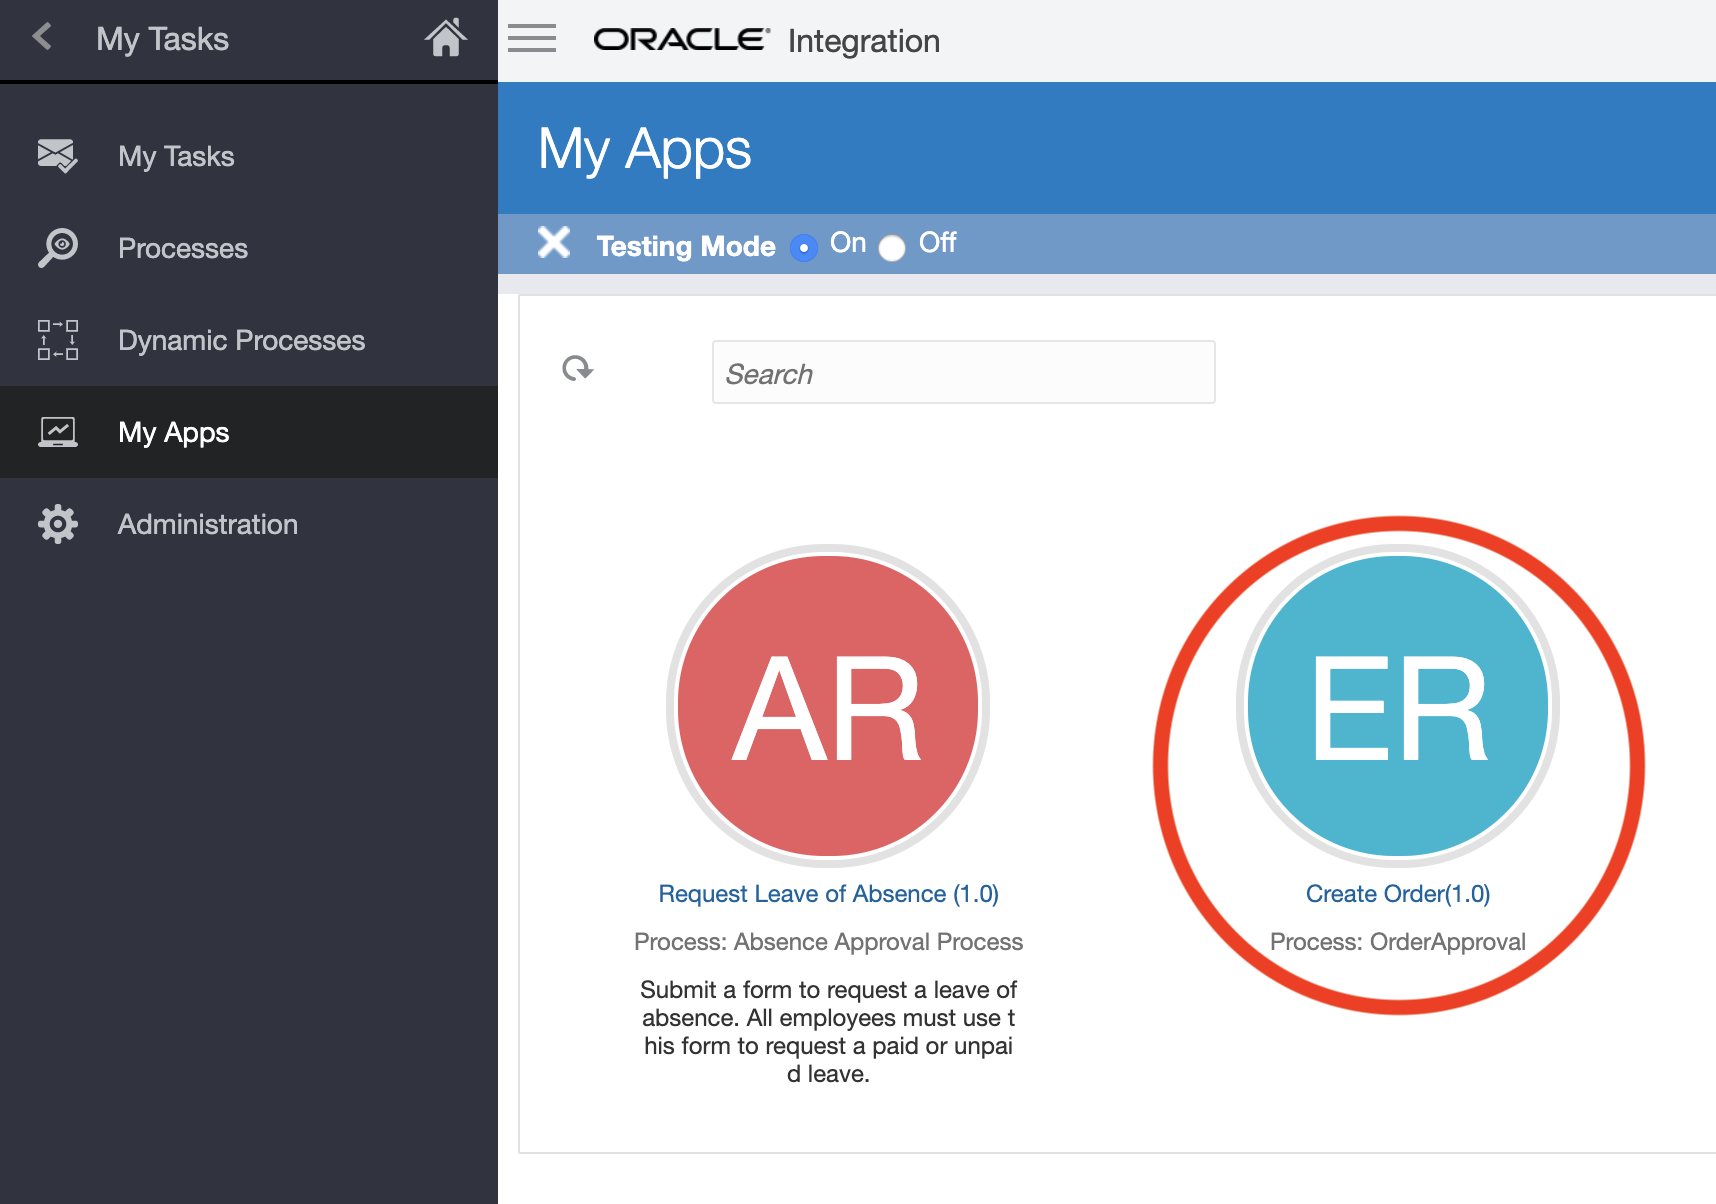 My Tasks
ORACLE Integration
My Tasks
Processes
Dynamic Processes
My Apps
Administration
My Apps
Testing Mode On Off
Search
AR
Request Leave of Absence (1.0)
Process: Absence Approval Process
Submit a form to request a leave of
absence. All employees must use t
his form to request a paid or unpai
d leave.
ER
Create Order(1.0)
Process: OrderApproval